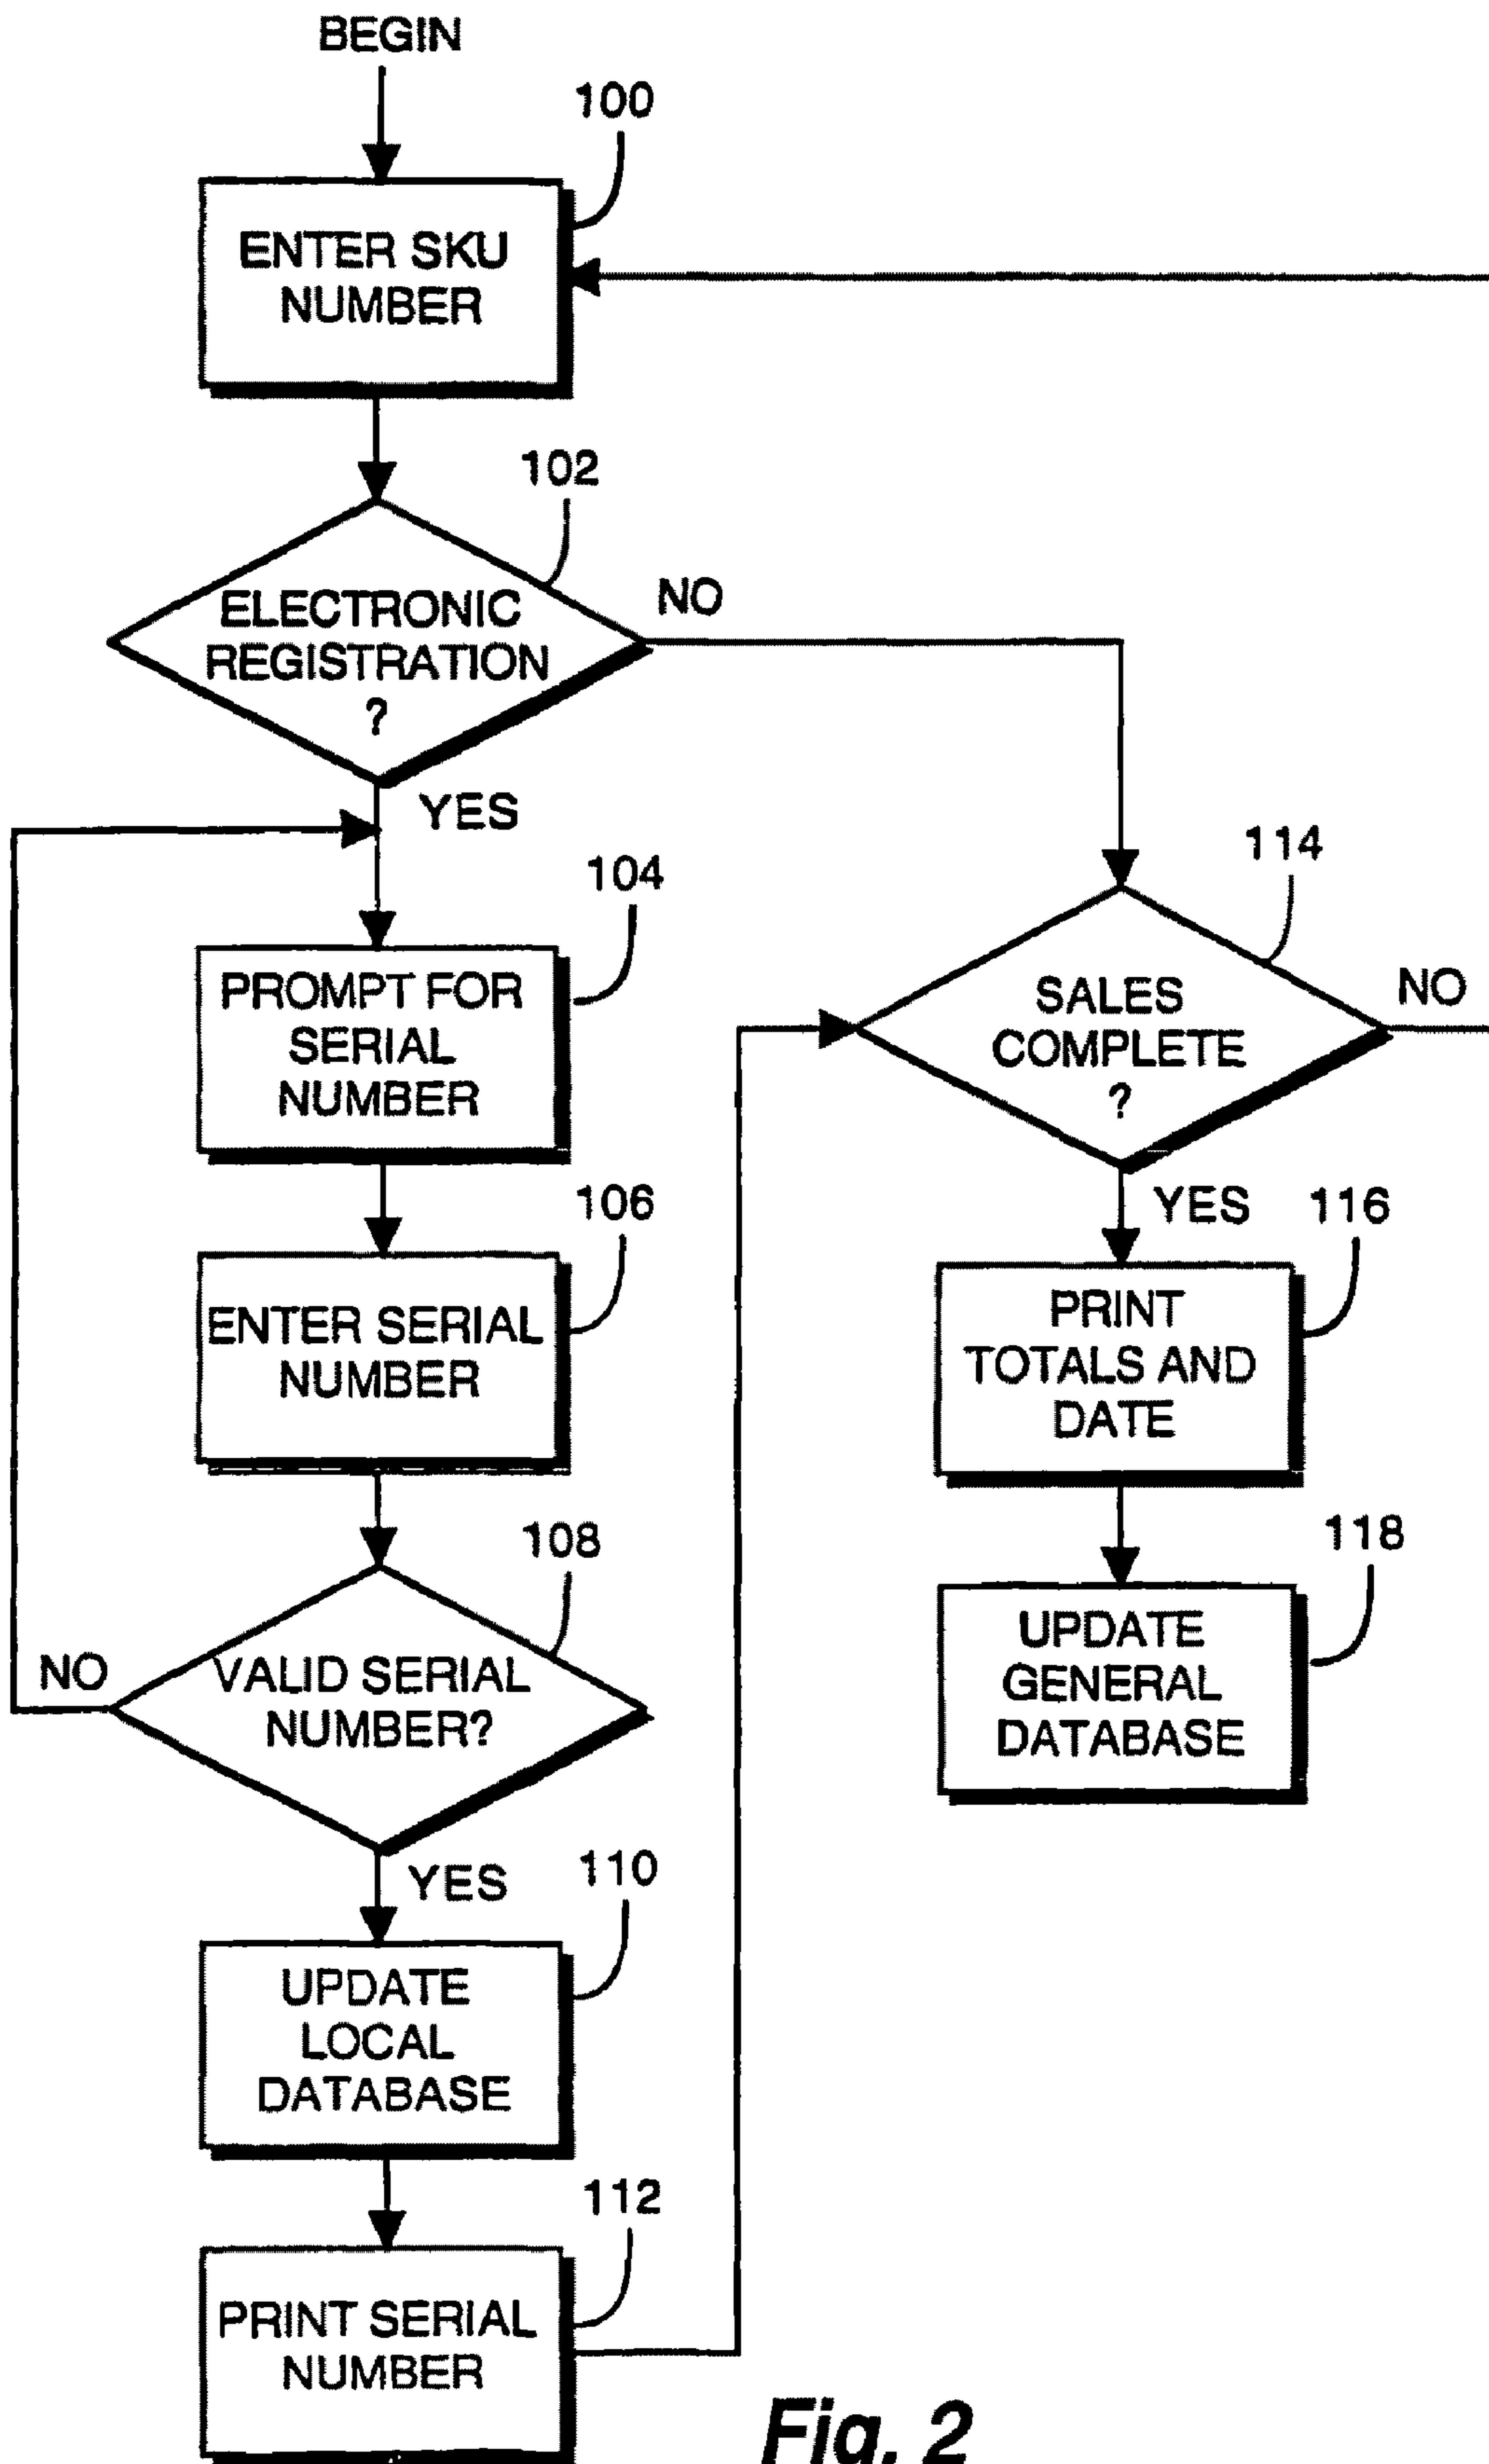 BEGIN
100
ENTER SKU
NUMBER
102
ELECTRONIC
REGISTRATION
?
NO
YES
104
PROMPT FOR
SERIAL
NUMBER
106
ENTER SERIAL
NUMBER
108
VALID SERIAL
NUMBER?
NO
YES
110
UPDATE
LOCAL
DATABASE
112
PRINT SERIAL
NUMBER
114
SALES
COMPLETE
?
NO
YES
116
PRINT
TOTALS AND
DATE
118
UPDATE
GENERAL
DATABASE
Fig. 2